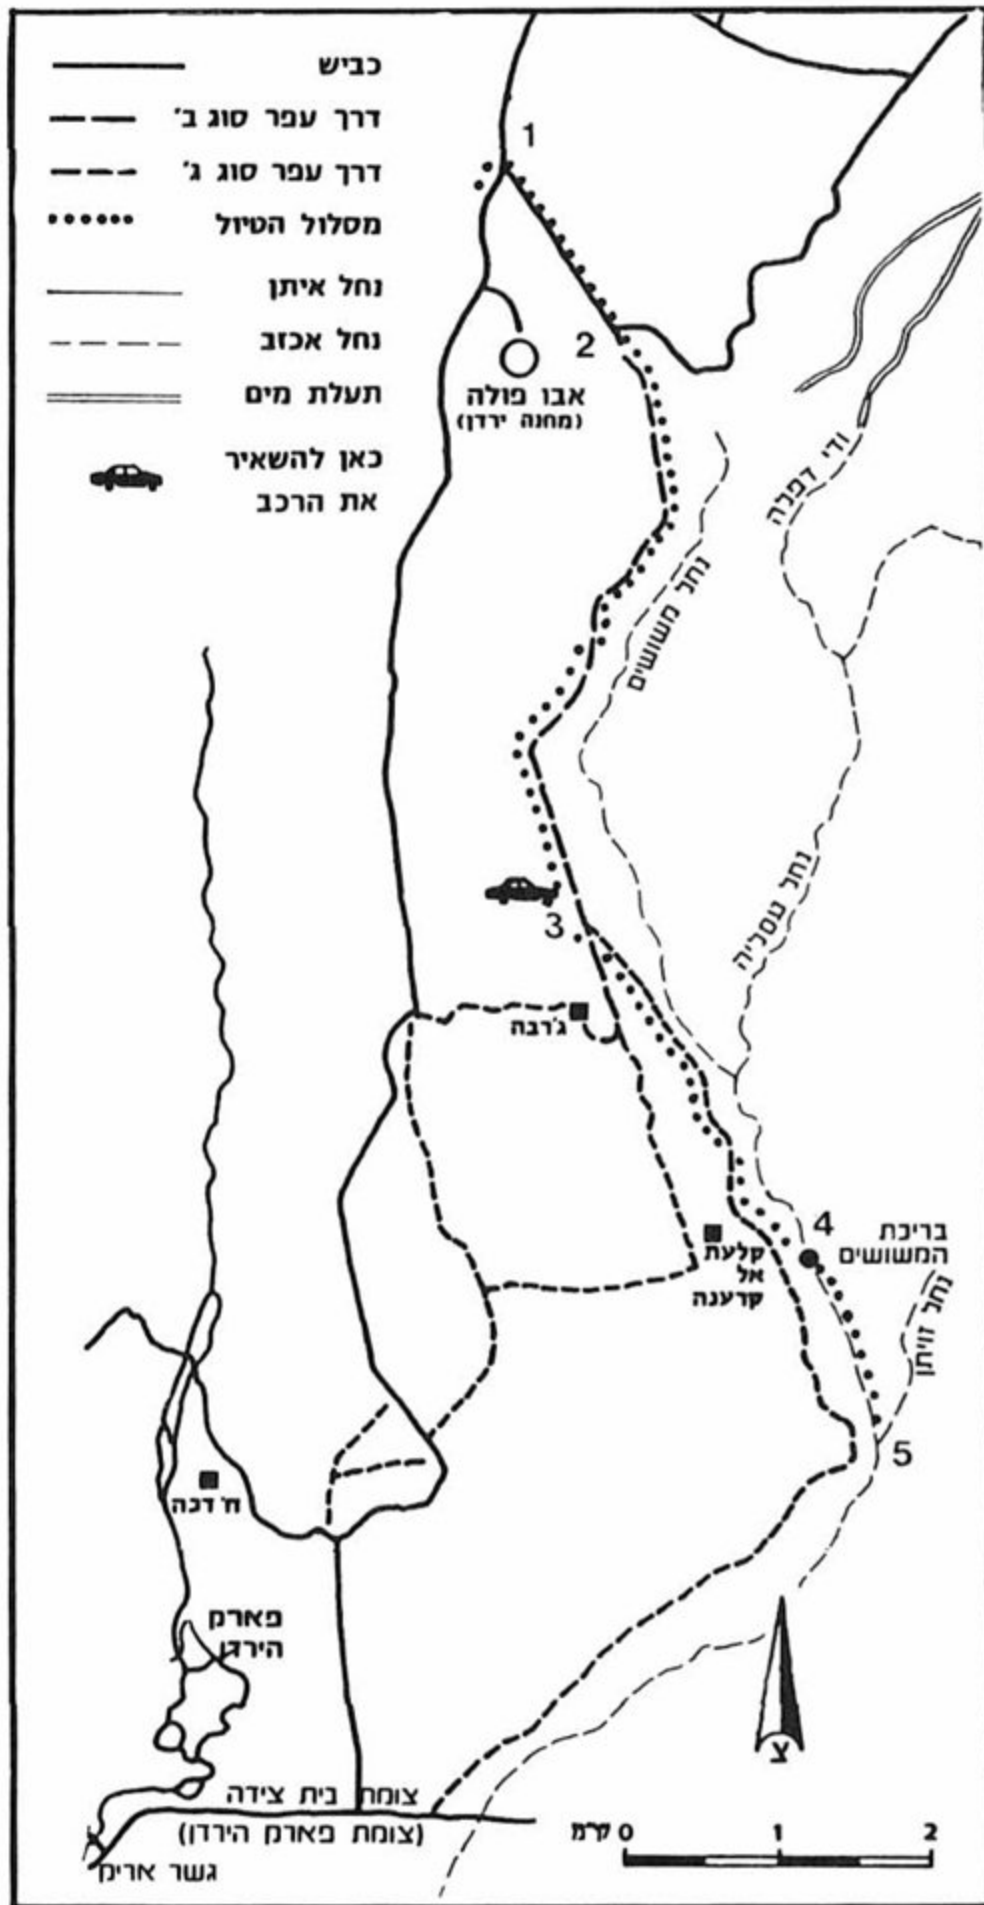 כביש
דרך עפר סוג ב'
דרך עפר סוג ג'
מסלול הטיול
נחל איתן
נחל אכזב
תעלת מים
כאן להשאיר
את הרכב
1
2
אבו פולה
(מחנה ירדן)
ודי דפלה
נחל משושים
נחל עסליה
3
ג'רבה
4
בריכת
המשושים
קלעת
אל
קרענה
נחל זויתן
5
ח' דכה
פארק
הירדן
צ
צומת בית צידה
(צומת פארק הירדן)
גשר אריק
ק"מ 0 1 2